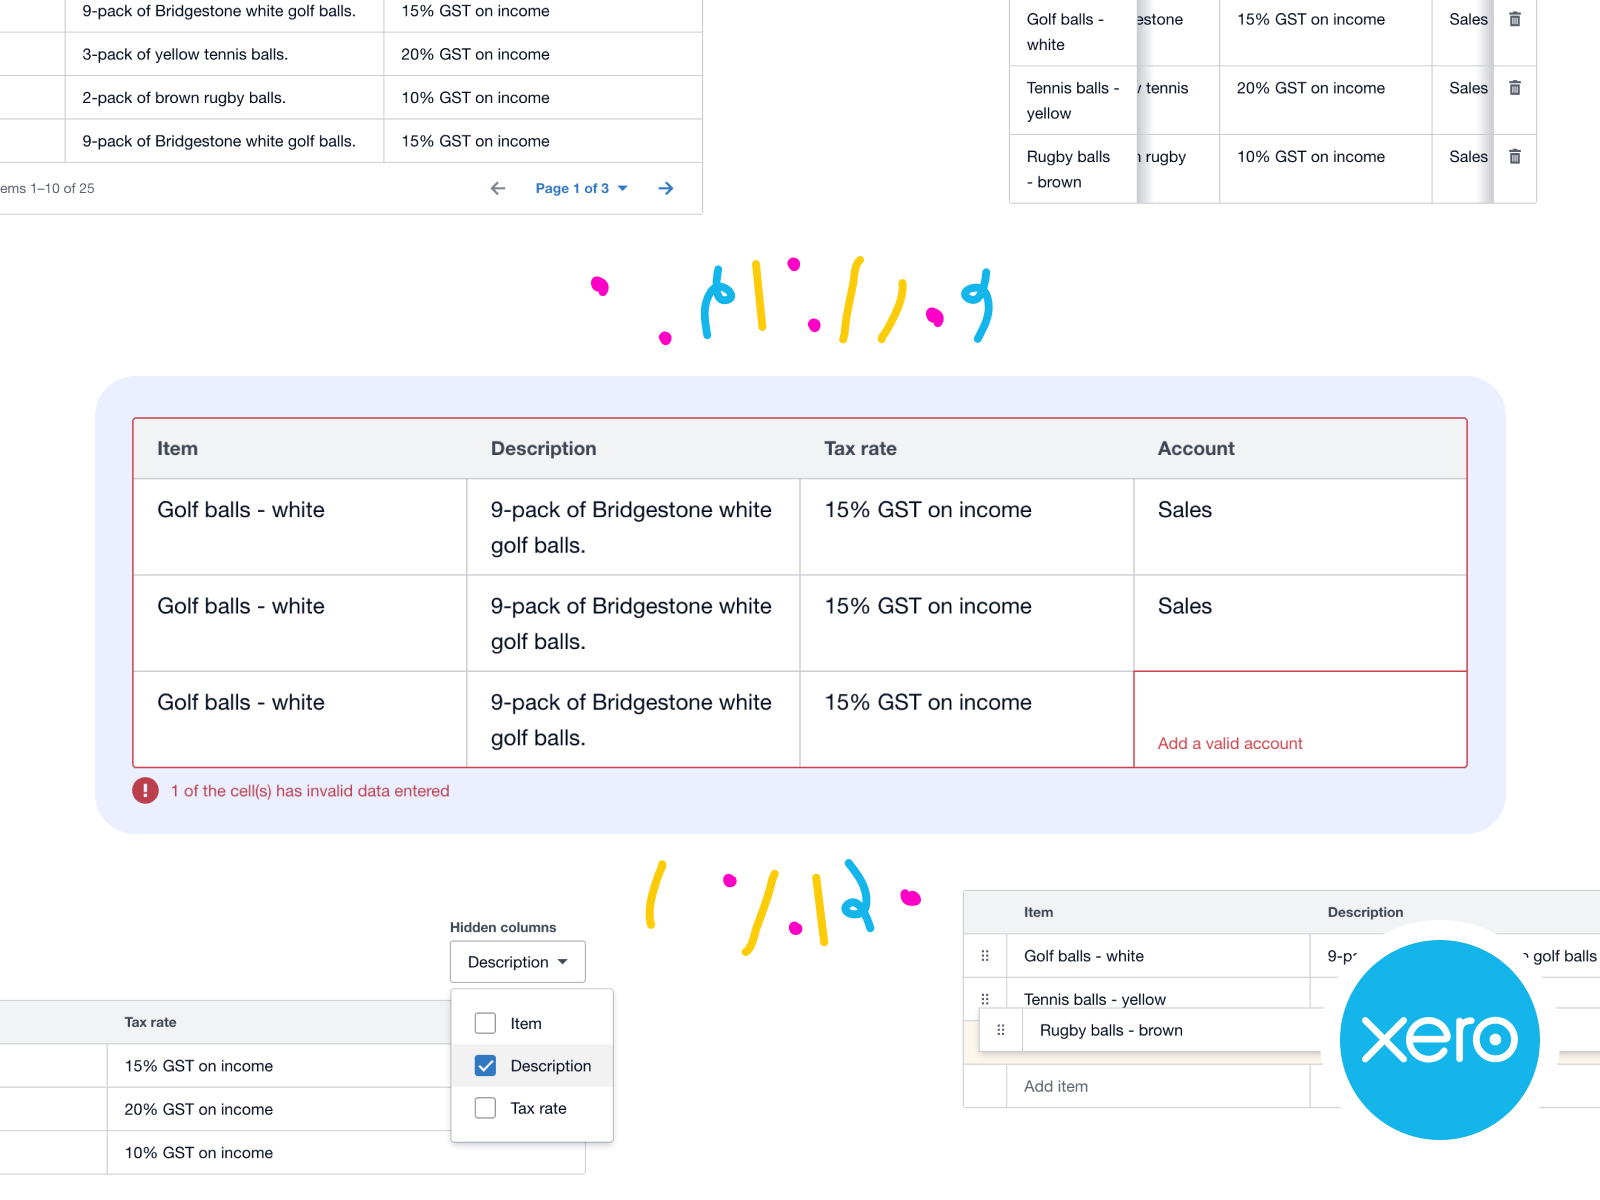 9-pack of Bridgestone white golf balls. 15% GST on income
3-pack of yellow tennis balls. 20% GST on income
2-pack of brown rugby balls. 10% GST on income
9-pack of Bridgestone white golf balls. 15% GST on income
ems 1–10 of 25 Page 1 of 3
Golf balls - estone 15% GST on income Sales
white
Tennis balls - tennis 20% GST on income Sales
yellow
Rugby balls rugby 10% GST on income Sales
- brown
Item Description Tax rate Account
Golf balls - white 9-pack of Bridgestone white 15% GST on income Sales
golf balls.
Golf balls - white 9-pack of Bridgestone white 15% GST on income Sales
golf balls.
Golf balls - white 9-pack of Bridgestone white 15% GST on income
golf balls.
Add a valid account
1 of the cell(s) has invalid data entered
Hidden columns
Description
Item
Description
Tax rate
Tax rate
15% GST on income
20% GST on income
10% GST on income
Item Description
Golf balls - white 9-p golf balls
Tennis balls - yellow
Rugby balls - brown
Add item
xero